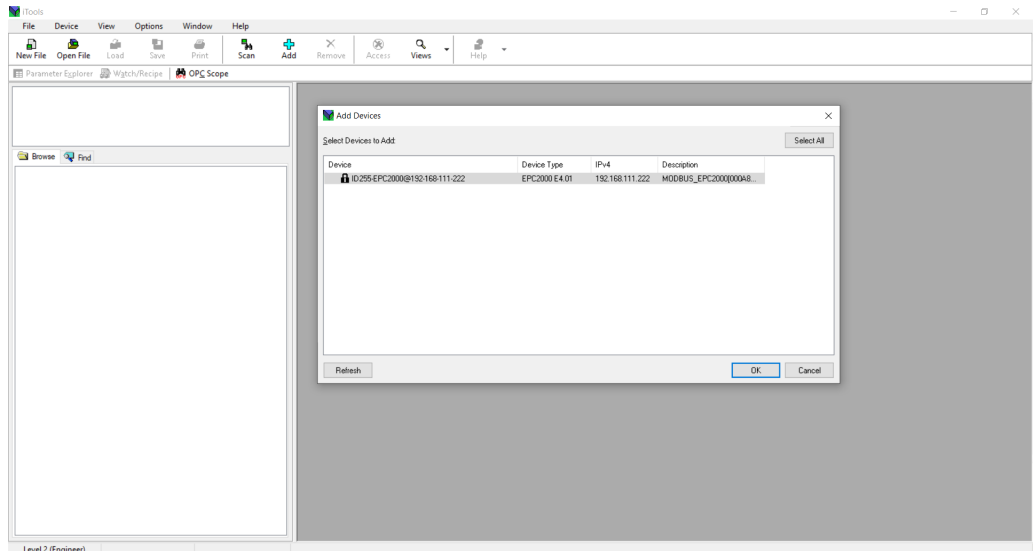 iTools
File Device View Options Window Help
New File Open File Load Save Print Scan Add Remove Access Views Help
Parameter Explorer Watch/Recipe OPC Scope
Add Devices
Select Devices to Add:
Select All
Browse Find
Device Device Type IPv4 Description
ID255-EPC2000@192-168-111-222 EPC2000 E4.01 192.168.111.222 MODBUS_EPC2000[000A8...
Refresh OK Cancel
Level 2 (Engineer)